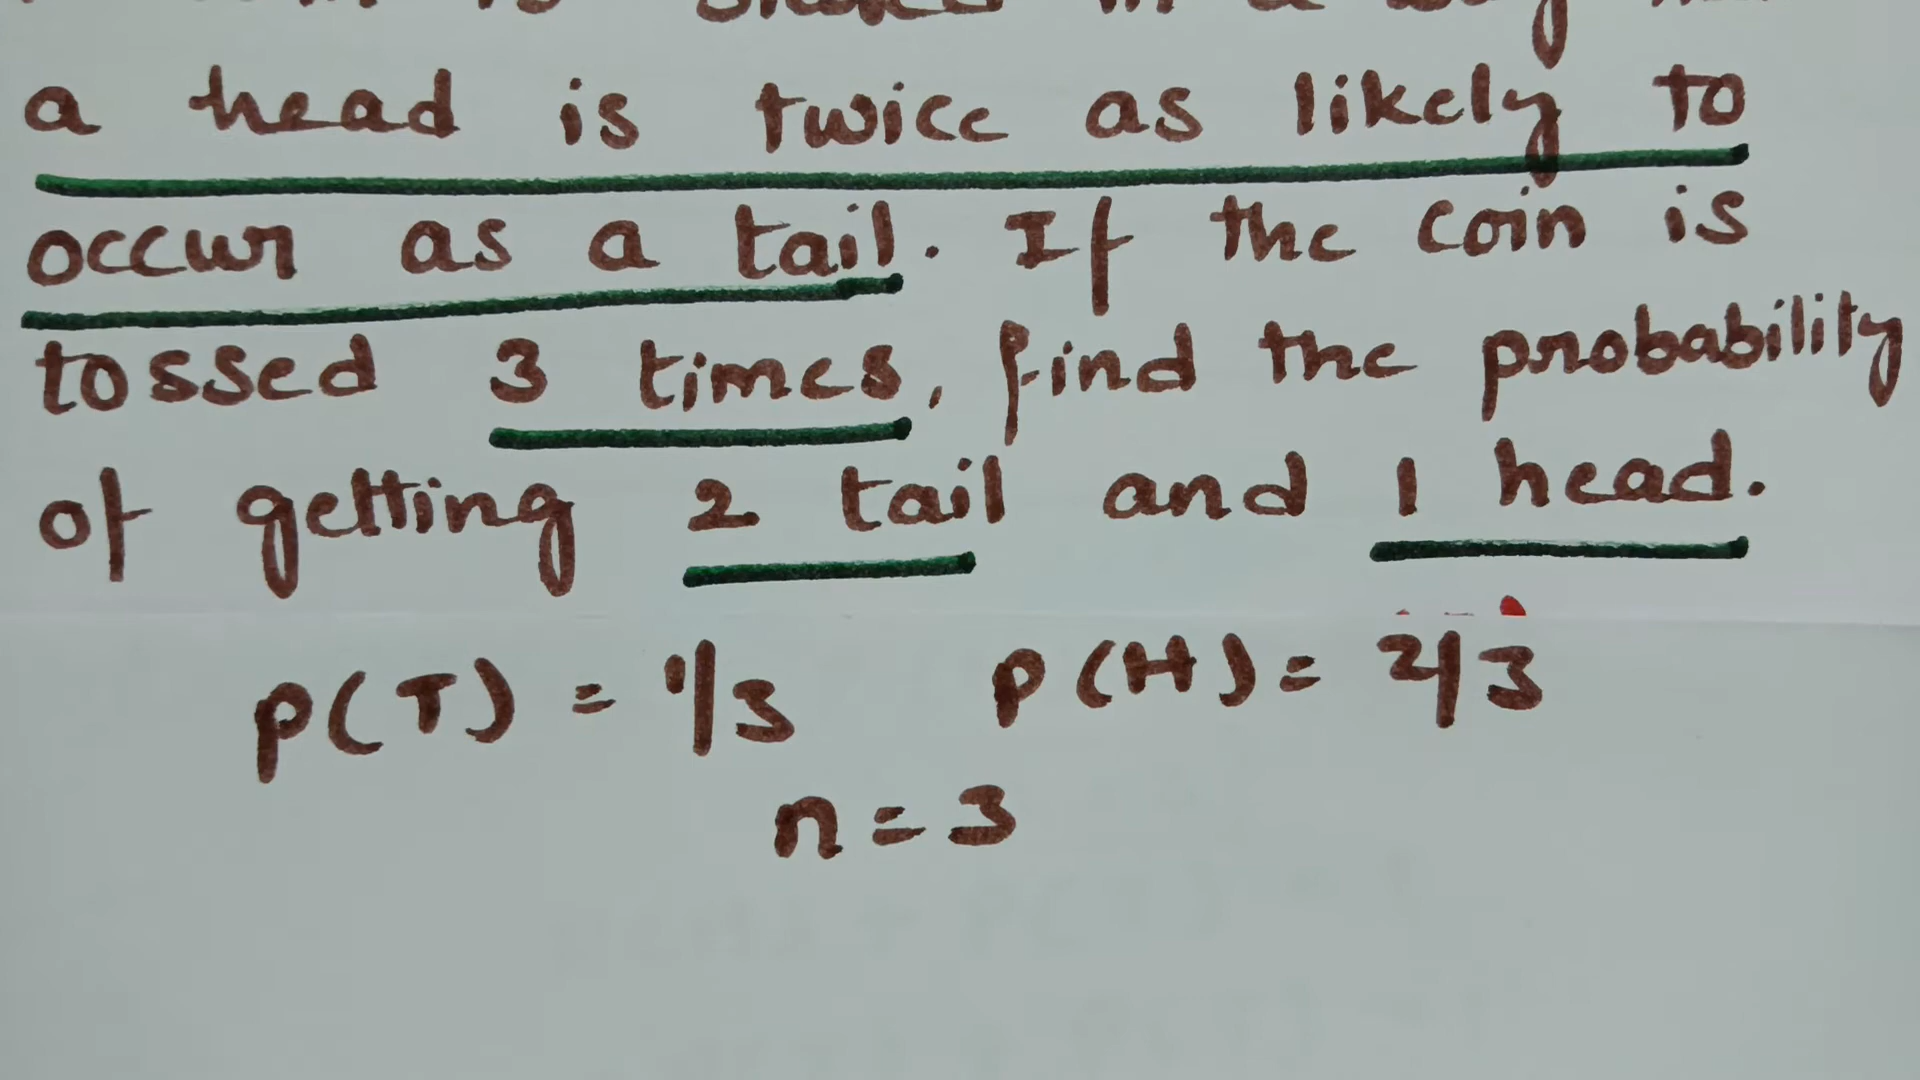 a head is twice as likely to
occur as a tail. If the coin is
tossed 3 times, find the probability
of getting 2 tail and 1 head.
P(T) = 1/3 P(H) = 2/3
n = 3